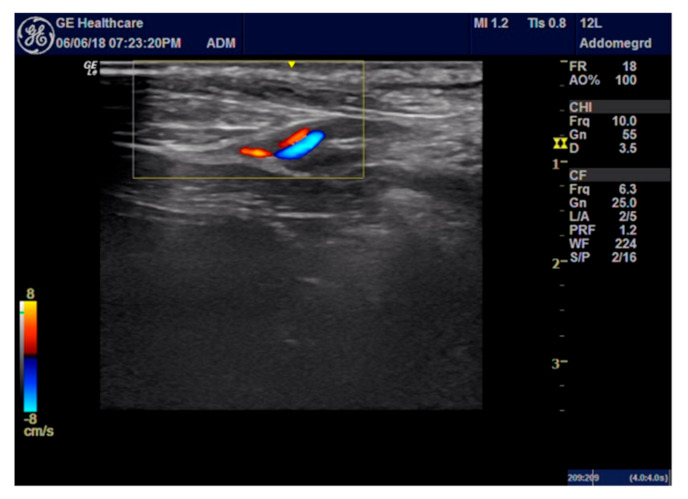 GE Healthcare
06/06/18 07:23:20PM ADM
MI 1.2 TIs 0.8 12L
Addomegrd
GE
L6
FR 18
AO% 100
CHI
Frq 10.0
Gn 55
D 3.5
1
CF
Frq 6.3
Gn 25.0
L/A 2/5
PRF 1.2
WF 224
S/P 2/16
2
3
8
-8
cm/s
209:209 (4.0:4.0s)